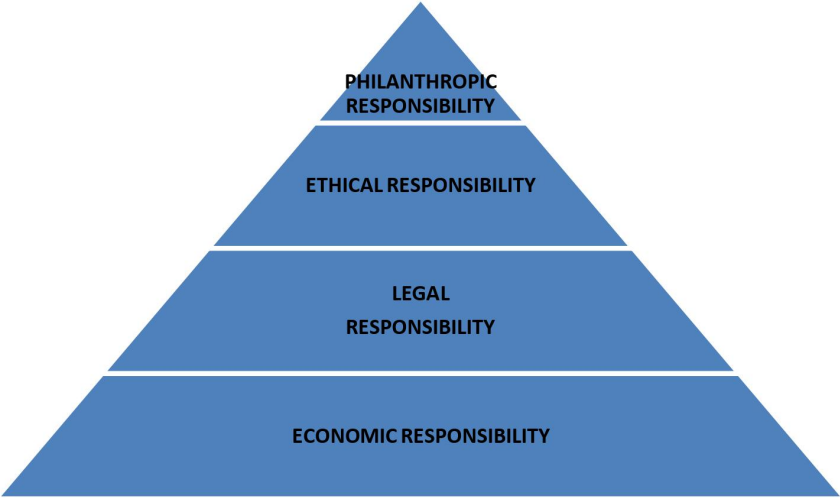 PHILANTHROPIC
RESPONSIBILITY
ETHICAL RESPONSIBILITY
LEGAL
RESPONSIBILITY
ECONOMIC RESPONSIBILITY